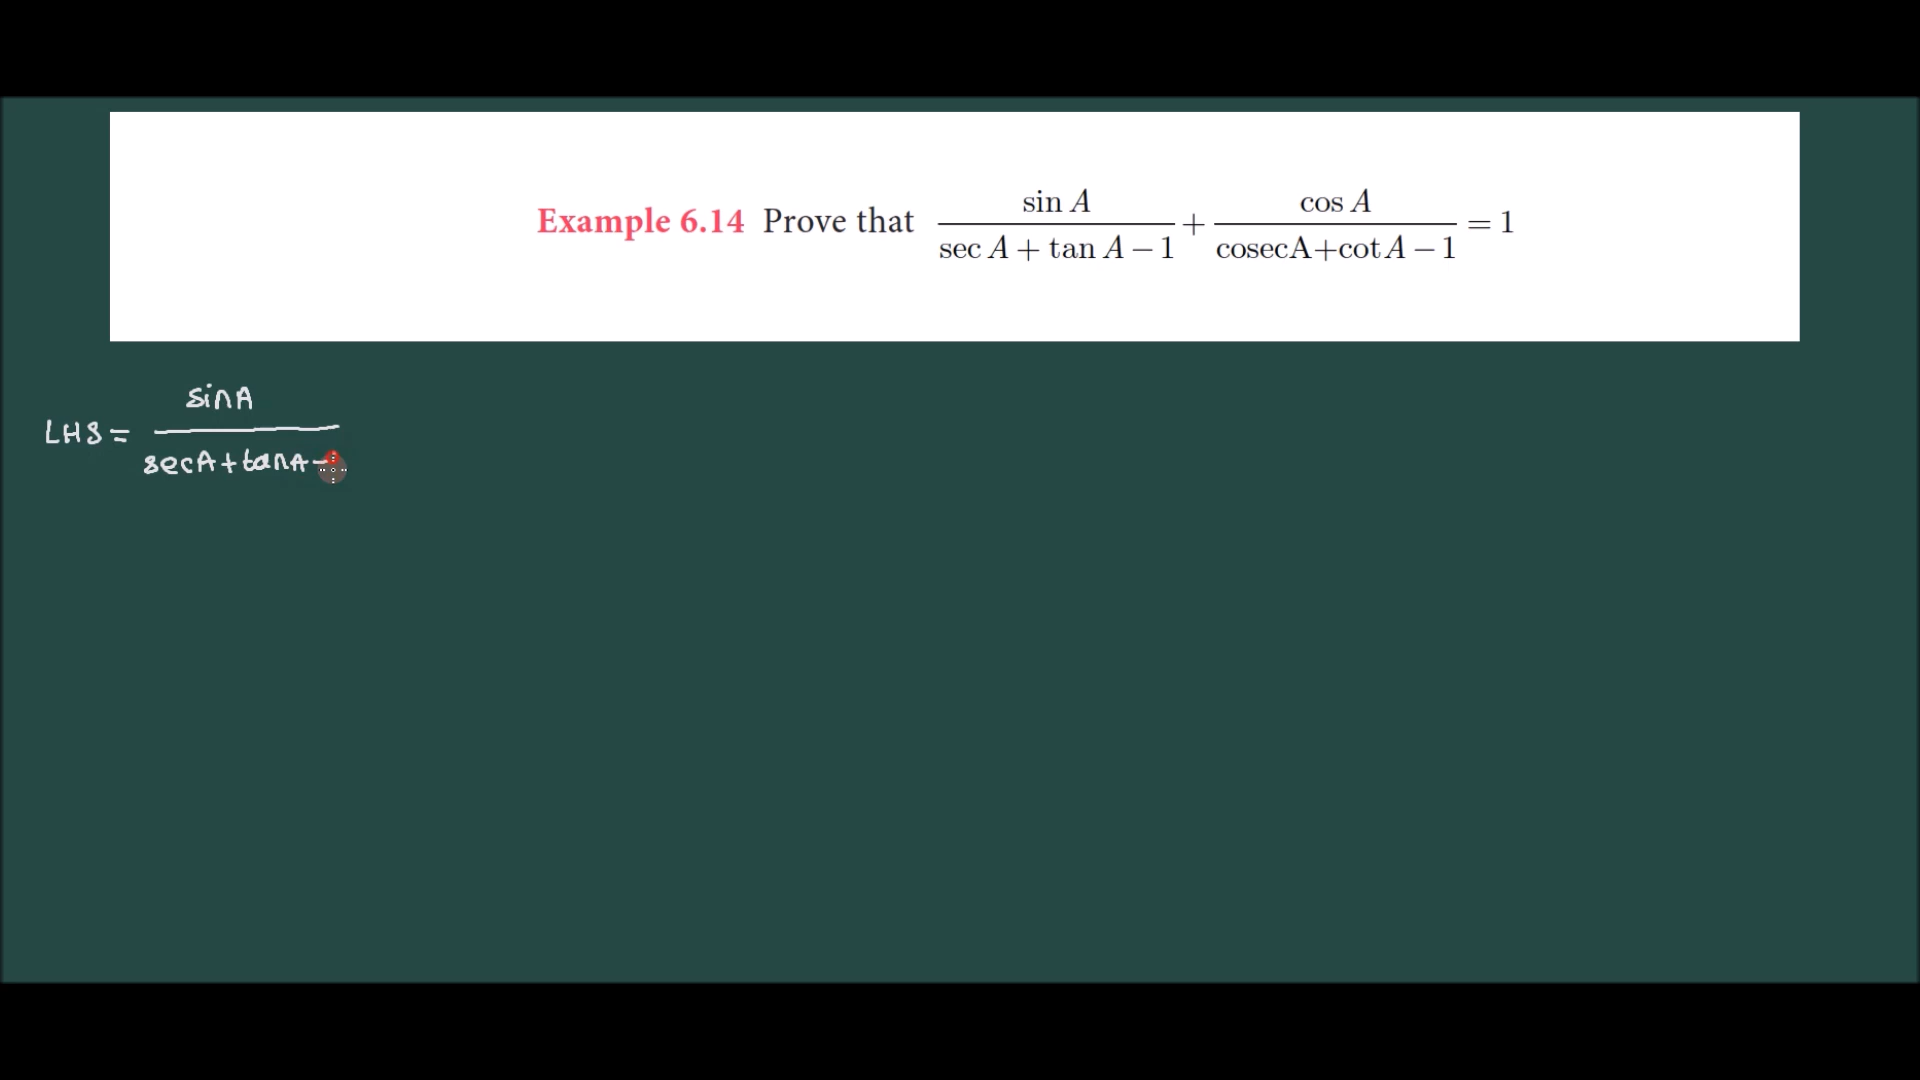 Example 6.14 Prove that sin A / (sec A + tan A − 1) + cos A / (cosecA+cot A − 1) = 1
LHS = sinA / (secA+tanA−